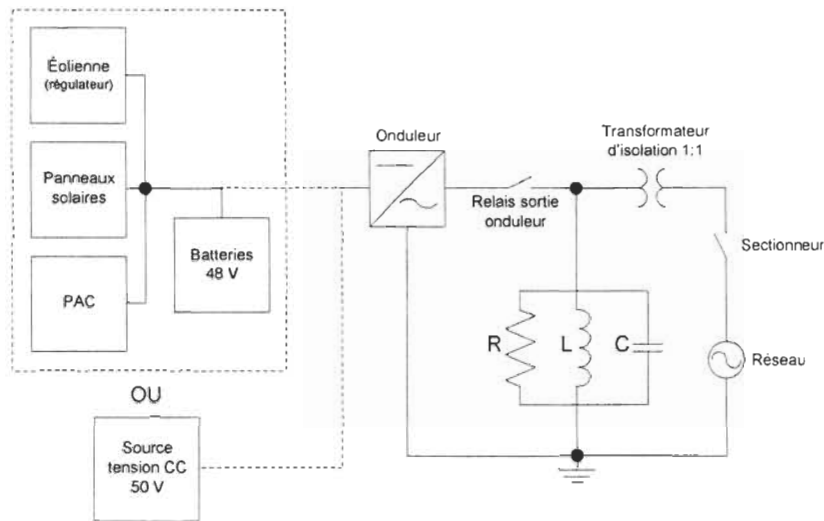 Éolienne
(régulateur)
Panneaux
solaires
PAC
Batteries
48 V
OU
Source
tension CC
50 V
Onduleur
Relais sortie
onduleur
Transformateur
d'isolation 1:1
Sectionneur
R
L
C
Réseau